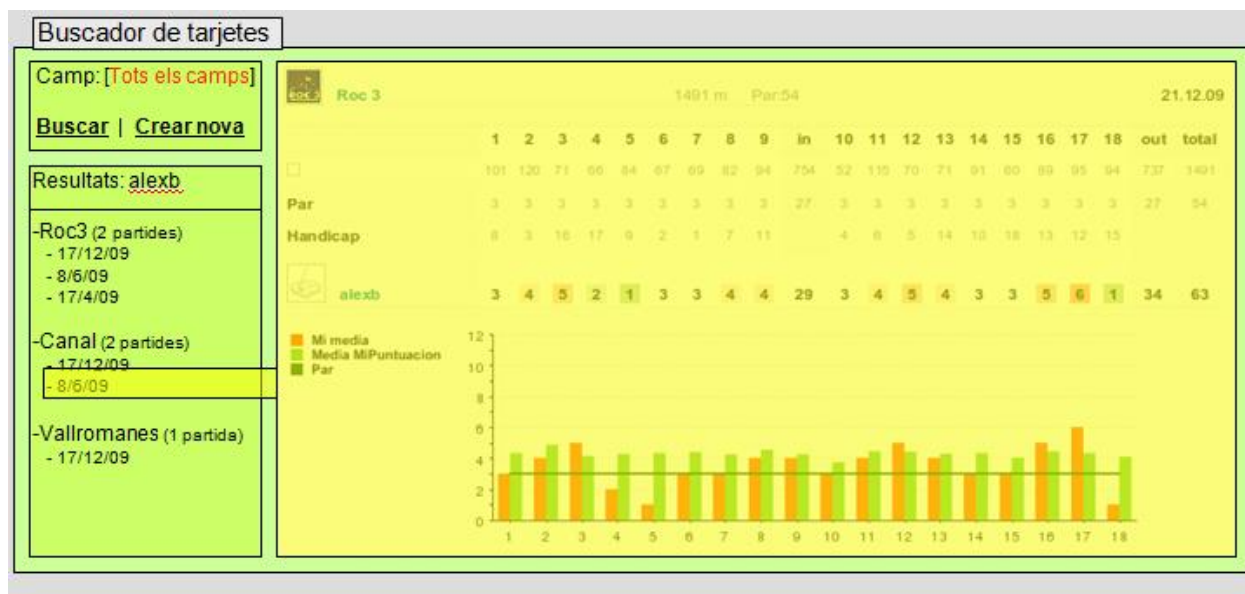 Buscador de tarjetes
Camp: [Tots els camps]
Buscar | Crear nova
Resultats: alexb
-Roc3 (2 partides)
- 17/12/09
- 8/6/09
- 17/4/09
-Canal (2 partides)
- 17/12/09
- 8/6/09
-Vallromanes (1 partida)
- 17/12/09
Roc 3 1491 m Par:54 21.12.09
1 2 3 4 5 6 7 8 9 in 10 11 12 13 14 15 16 17 18 out total
101 120 71 66 84 67 69 82 94 754 52 115 70 71 91 60 89 95 94 737 1491
Par 3 3 3 3 3 3 3 3 3 27 3 3 3 3 3 3 3 3 3 27 54
Handicap 8 3 16 17 9 2 1 7 11 4 6 5 14 10 18 13 12 15
alexb 3 4 5 2 1 3 3 4 4 29 3 4 5 4 3 3 5 6 1 34 63
Mi media
Media MiPuntuacion
Par
12
10
8
6
4
2
0
1 2 3 4 5 6 7 8 9 10 11 12 13 14 15 16 17 18